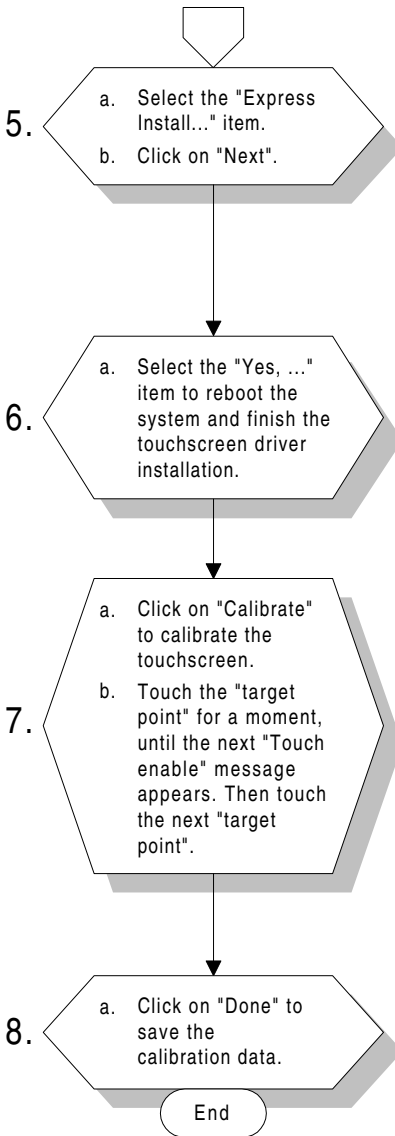 5.
a. Select the "Express
Install..." item.
b. Click on "Next".
6.
a. Select the "Yes, ..."
item to reboot the
system and finish the
touchscreen driver
installation.
7.
a. Click on "Calibrate"
to calibrate the
touchscreen.
b. Touch the "target
point" for a moment,
until the next "Touch
enable" message
appears. Then touch
the next "target
point".
8.
a. Click on "Done" to
save the
calibration data.
End